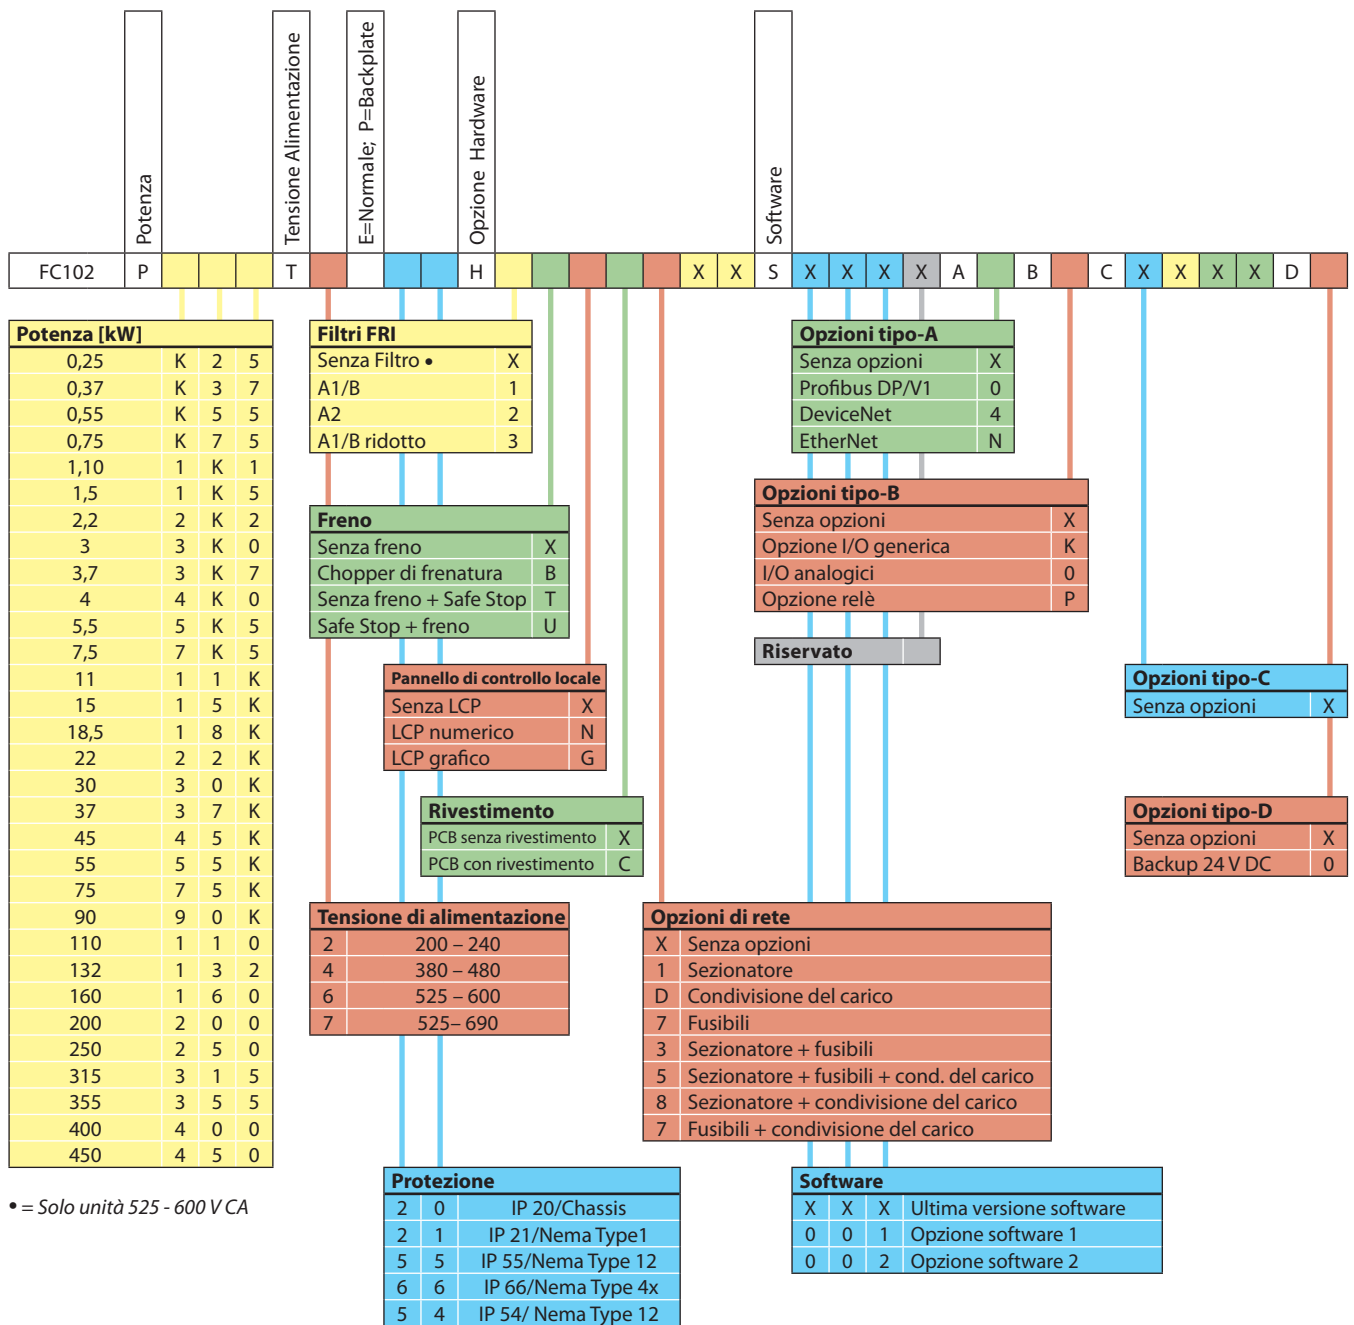 Potenza
Tensione Alimentazione
E=Normale; P=Backplate
Opzione Hardware
Software
FC102 P T H X X S X X X X A B C X X X X D
Potenza [kW]
0,25 K 2 5
0,37 K 3 7
0,55 K 5 5
0,75 K 7 5
1,10 1 K 1
1,5 1 K 5
2,2 2 K 2
3 3 K 0
3,7 3 K 7
4 4 K 0
5,5 5 K 5
7,5 7 K 5
11 1 1 K
15 1 5 K
18,5 1 8 K
22 2 2 K
30 3 0 K
37 3 7 K
45 4 5 K
55 5 5 K
75 7 5 K
90 9 0 K
110 1 1 0
132 1 3 2
160 1 6 0
200 2 0 0
250 2 5 0
315 3 1 5
355 3 5 5
400 4 0 0
450 4 5 0
• = Solo unità 525 - 600 V CA
Filtri FRI
Senza Filtro • X
A1/B 1
A2 2
A1/B ridotto 3
Freno
Senza freno X
Chopper di frenatura B
Senza freno + Safe Stop T
Safe Stop + freno U
Pannello di controllo locale
Senza LCP X
LCP numerico N
LCP grafico G
Rivestimento
PCB senza rivestimento X
PCB con rivestimento C
Tensione di alimentazione
2 200 – 240
4 380 – 480
6 525 – 600
7 525– 690
Protezione
2 0 IP 20/Chassis
2 1 IP 21/Nema Type1
5 5 IP 55/Nema Type 12
6 6 IP 66/Nema Type 4x
5 4 IP 54/ Nema Type 12
Opzioni tipo-A
Senza opzioni X
Profibus DP/V1 0
DeviceNet 4
EtherNet N
Opzioni tipo-B
Senza opzioni X
Opzione I/O generica K
I/O analogici 0
Opzione relè P
Riservato
Opzioni di rete
X Senza opzioni
1 Sezionatore
D Condivisione del carico
7 Fusibili
3 Sezionatore + fusibili
5 Sezionatore + fusibili + cond. del carico
8 Sezionatore + condivisione del carico
7 Fusibili + condivisione del carico
Software
X X X Ultima versione software
0 0 1 Opzione software 1
0 0 2 Opzione software 2
Opzioni tipo-C
Senza opzioni X
Opzioni tipo-D
Senza opzioni X
Backup 24 V DC 0